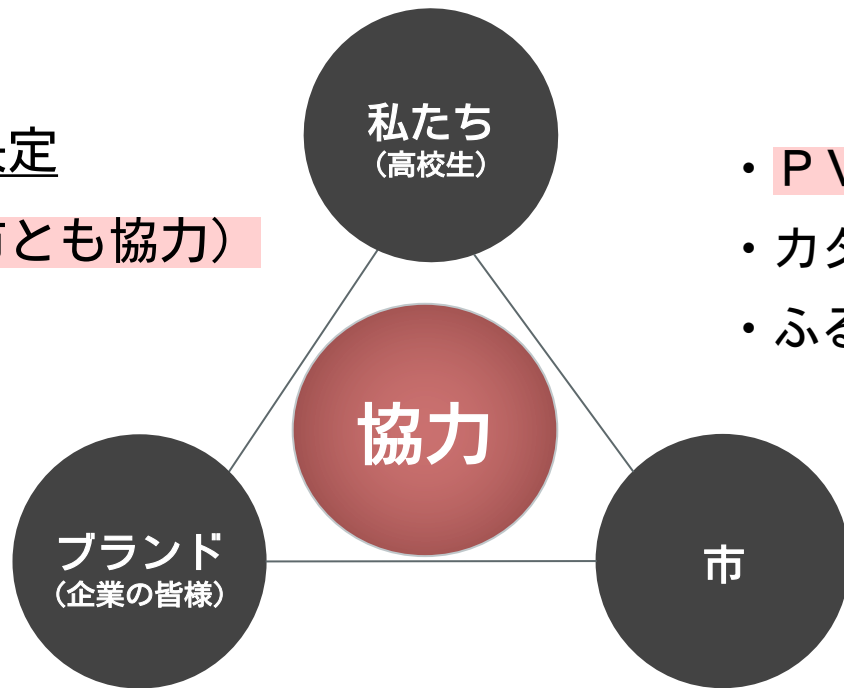 私たち
（高校生）
定
とも協力）
・ＰＶ
・カタ
・ふる
協力
ブランド
（企業の皆様）
市